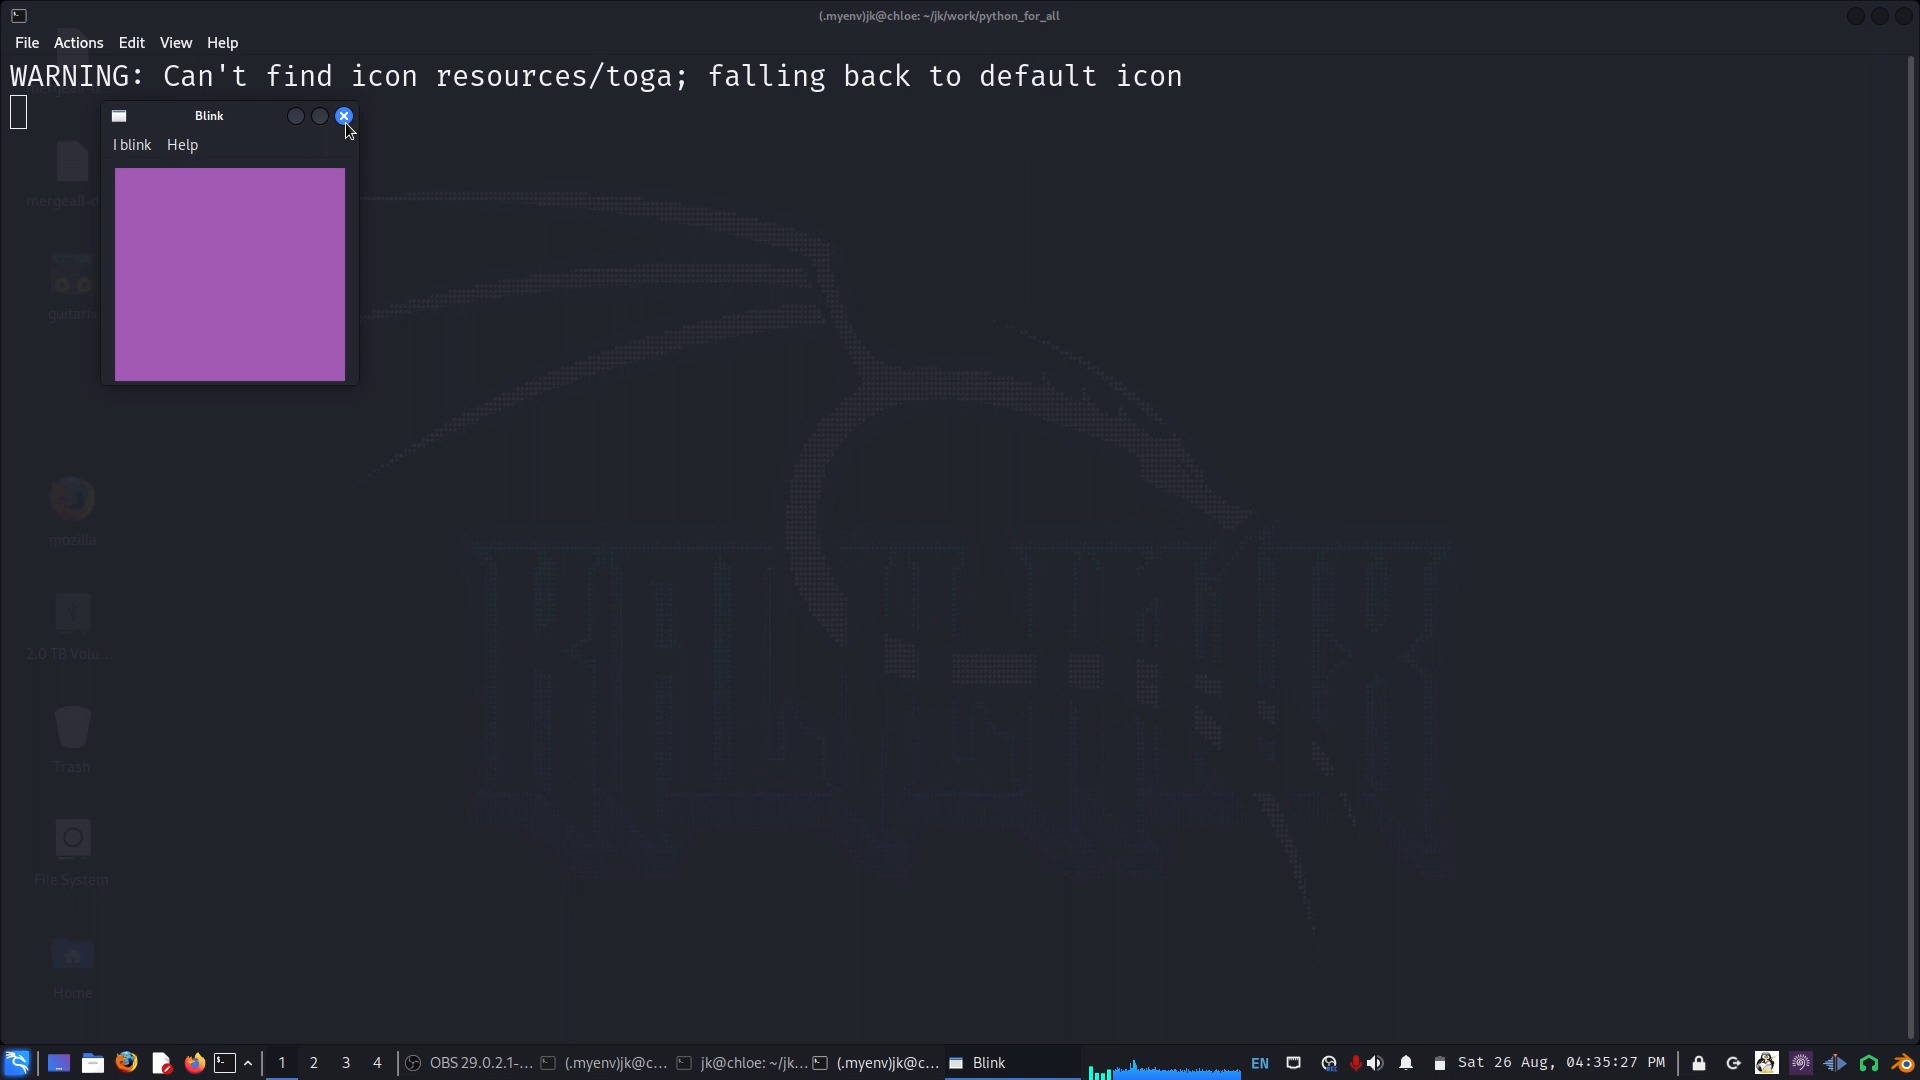 (.myenv)jk@chloe: ~/jk/work/python_for_all
File Actions Edit View Help
WARNING: Can't find icon resources/toga; falling back to default icon
Blink
I blink Help
mergeall-d
guitarix
mozilla
2.0 TB Volu...
Trash
File System
Home
KALI LINUX
1 2 3 4 OBS 29.0.2.1-... (.myenv)jk@c... jk@chloe: ~/jk... (.myenv)jk@c... Blink EN Sat 26 Aug, 04:35:27 PM